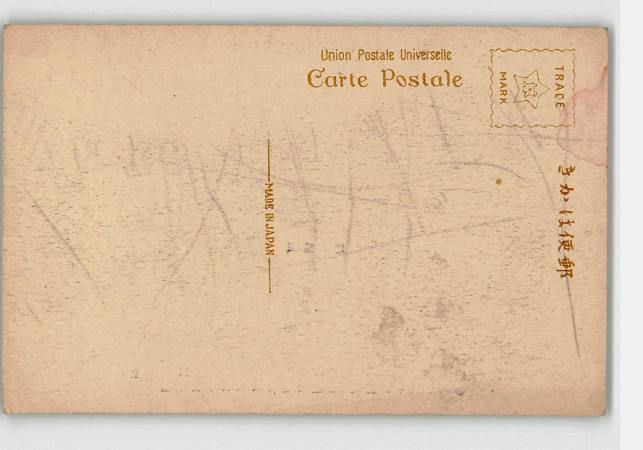 Union Postale Universelle
Carte Postale
TRADE
MARK
きかは便郵
MADE IN JAPAN